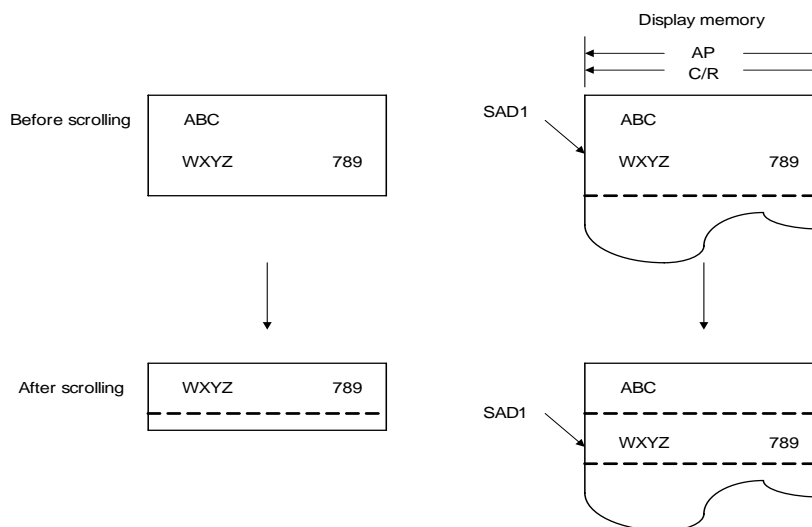 Display memory
AP
C/R
Before scrolling
ABC
WXYZ 789
SAD1
ABC
WXYZ 789
After scrolling
WXYZ 789
SAD1
ABC
WXYZ 789